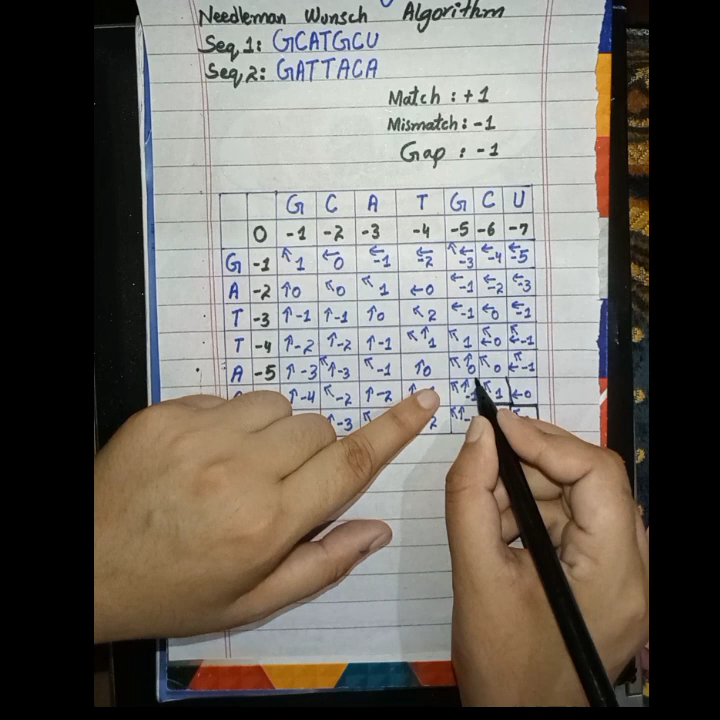 Needleman Wunsch Algorithm
Seq 1: GCATGCU
Seq 2: GATTACA
Match : +1
Mismatch : -1
Gap : -1
G C A T G C U
0 -1 -2 -3 -4 -5 -6 -7
G -1 ↖1 ←0 ←-1 ←-2 ↖←-3 ←-4 ←-5
A -2 ↑0 ↖0 ↖1 ←0 ←-1 ←-2 ←-3
T -3 ↑-1 ↑-1 ↑0 ↖2 ←-1 ←0 ←-1
T -4 ↑-2 ↑-2 ↑-1 ↖↑1 ↖1 ↖←0 ↖←-1
A -5 ↑-3 ↖↑-3 ↖-1 ↑0 ↖↑0 ↖0 ↖←-1
↑-4 ↖-2 ↑-2 ↖↑-1 ↖1 ←0
↑-3 ↖ 2 ↖↑- ↖